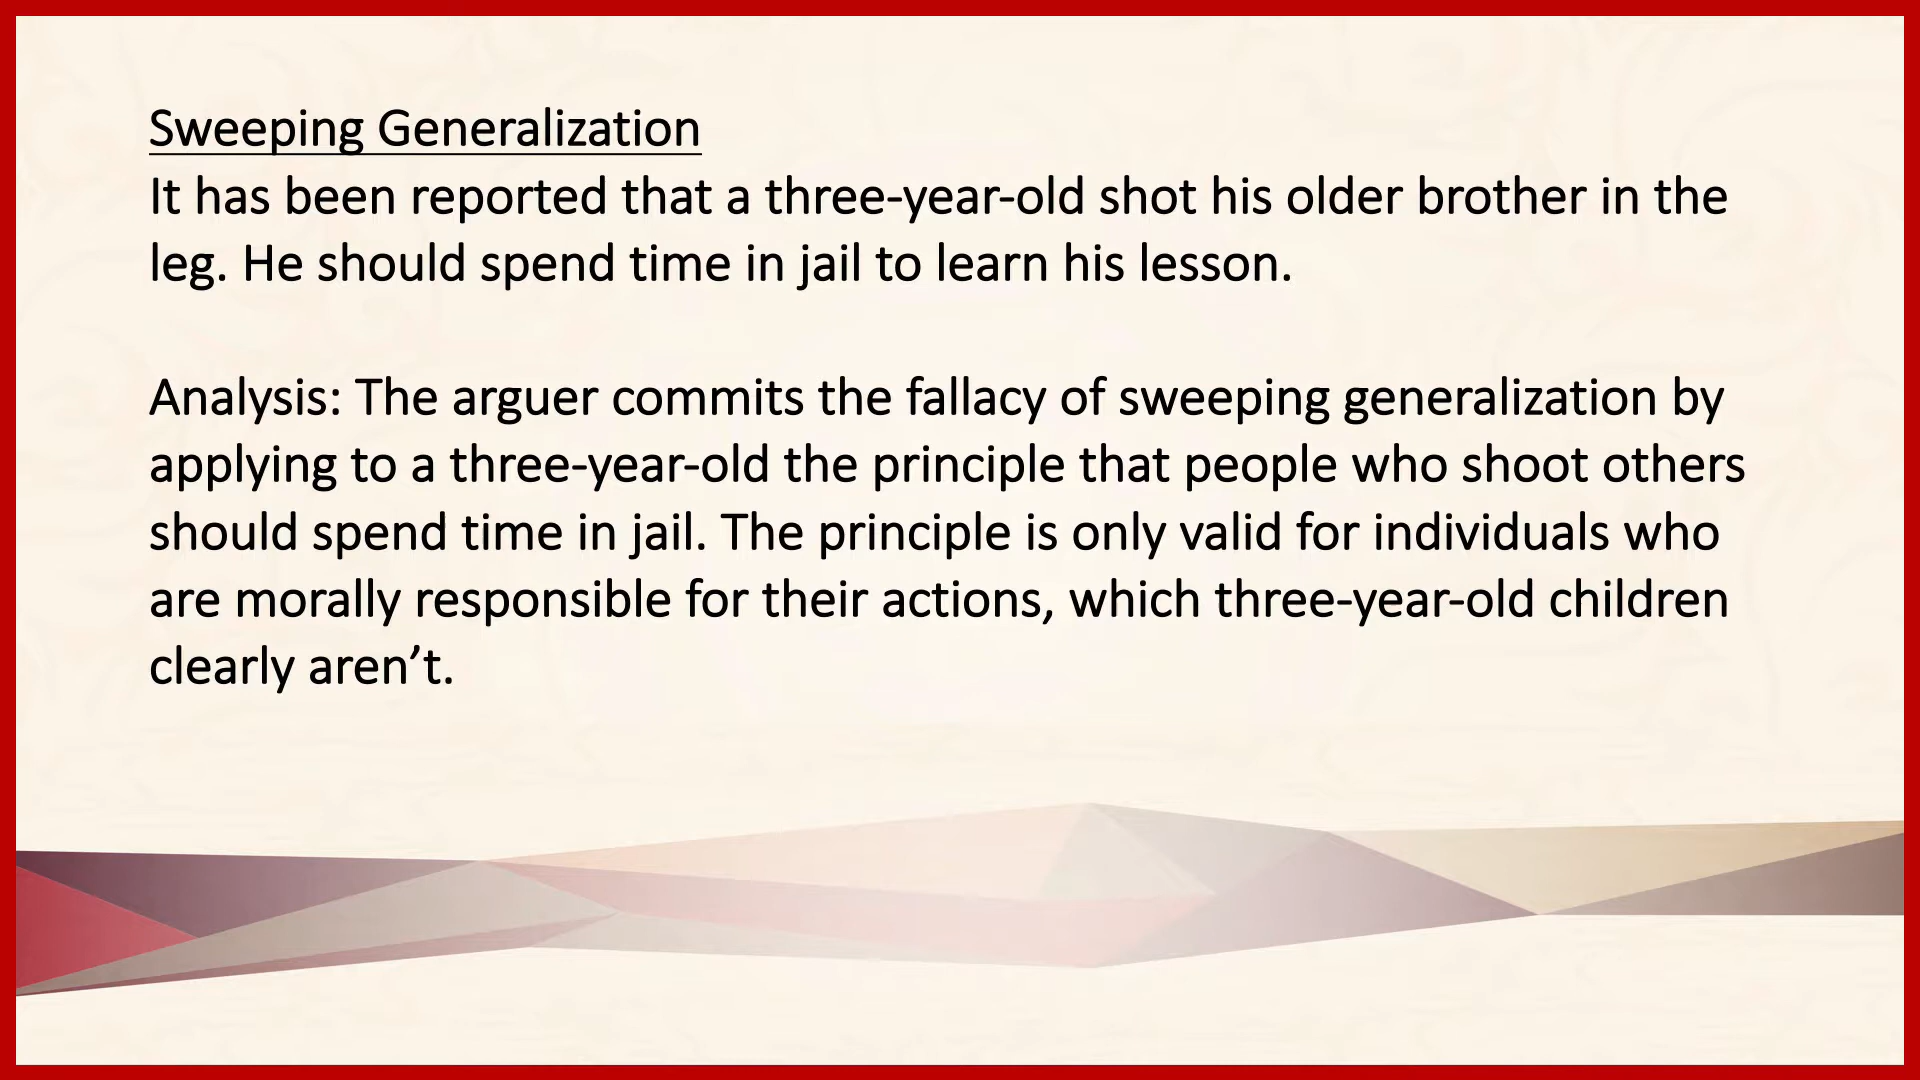 Sweeping Generalization
It has been reported that a three-year-old shot his older brother in the
leg. He should spend time in jail to learn his lesson.
Analysis: The arguer commits the fallacy of sweeping generalization by
applying to a three-year-old the principle that people who shoot others
should spend time in jail. The principle is only valid for individuals who
are morally responsible for their actions, which three-year-old children
clearly aren’t.